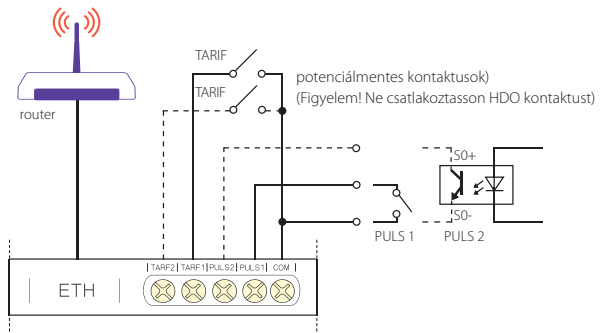 TARIF
potenciálmentes kontaktusok)
TARIF
(Figyelem! Ne csatlakoztasson HDO kontaktust)
router
S0+
S0-
PULS 1
PULS 2
TARF2 TARF1 PULS2 PULS1 COM
ETH